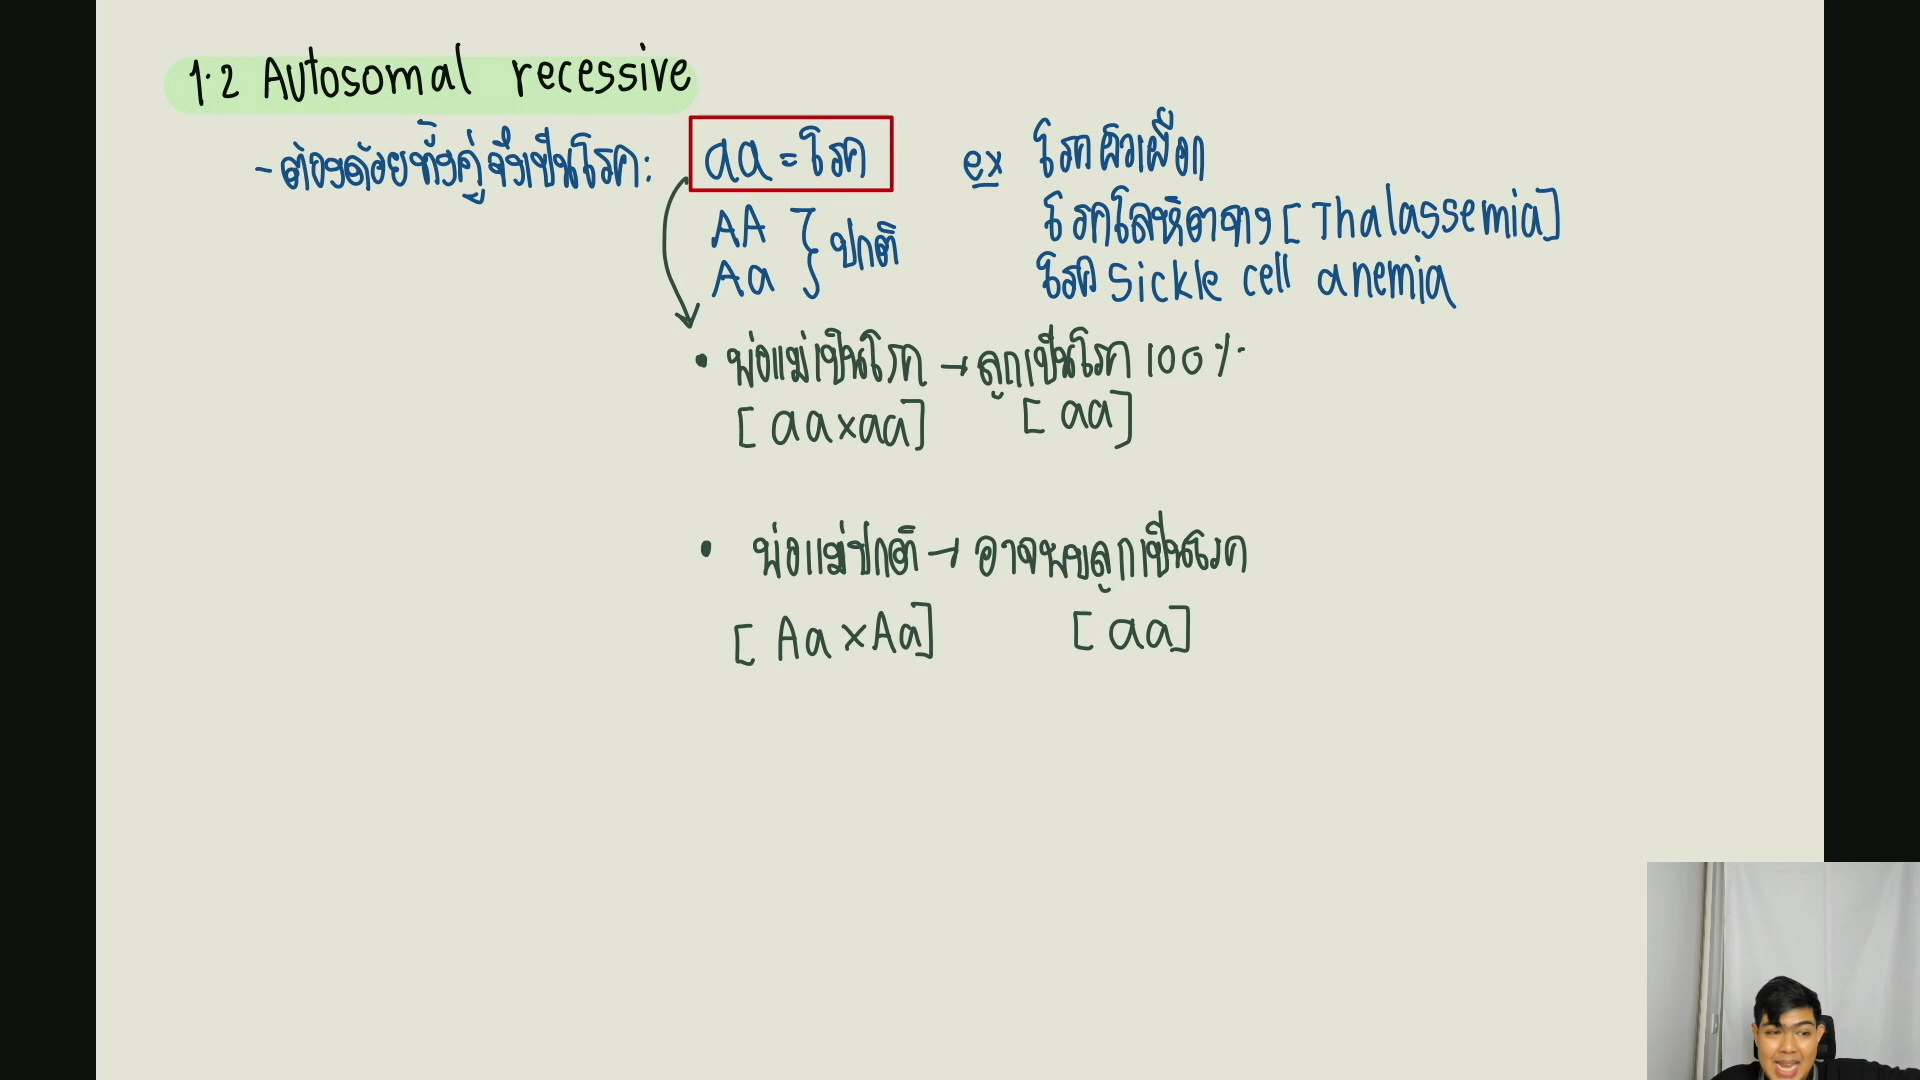 1.2 Autosomal recessive
- ต้องด้อยทั้งคู่จึงเป็นโรค: aa = โรค
AA
Aa } ปกติ
ex โรคผิวเผือก
โรคโลหิตจาง [Thalassemia]
โรค Sickle cell anemia
• พ่อแม่เป็นโรค → ลูกเป็นโรค 100%
[aa x aa] [aa]
• พ่อแม่ปกติ → อาจพบลูกเป็นโรค
[Aa x Aa] [aa]